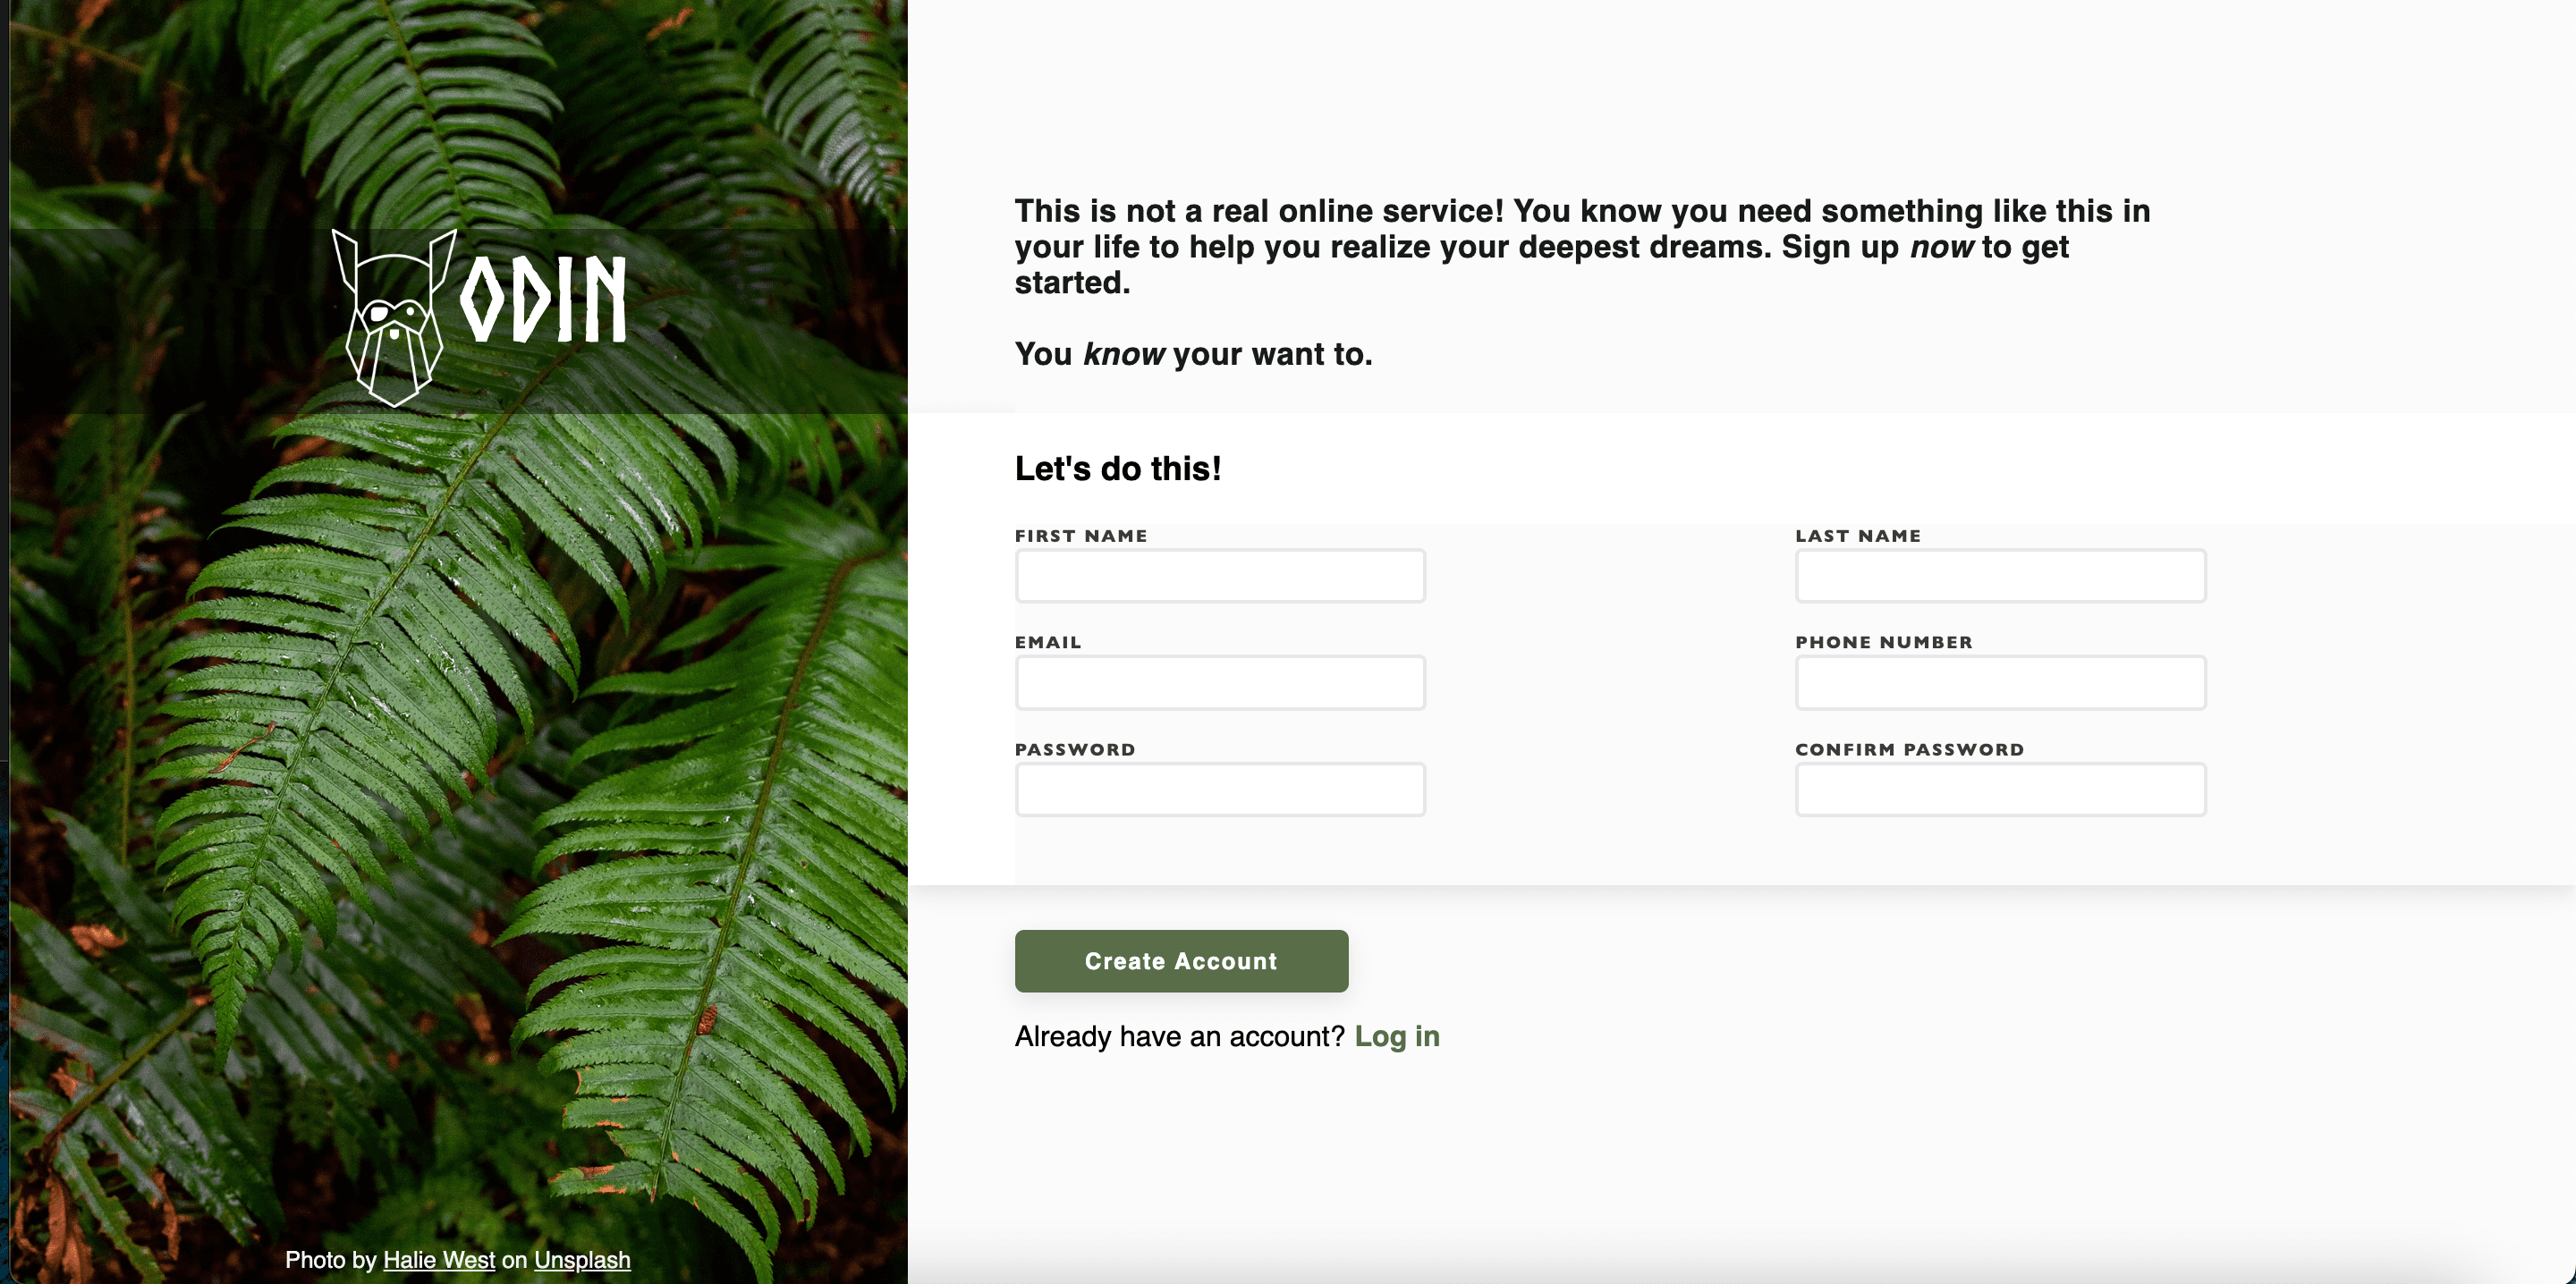 ODIN
This is not a real online service! You know you need something like this in
your life to help you realize your deepest dreams. Sign up now to get
started.
You know your want to.
Let's do this!
FIRST NAME
LAST NAME
EMAIL
PHONE NUMBER
PASSWORD
CONFIRM PASSWORD
Create Account
Already have an account? Log in
Photo by Halie West on Unsplash